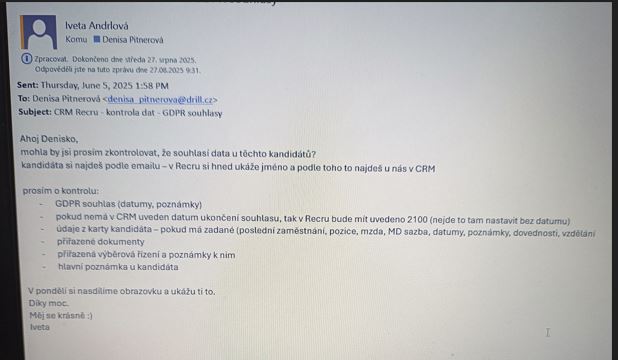 Iveta Andrlová
Komu Denisa Pitnerová
Zpracovat. Dokončeno dne středa 27. srpna 2025.
Odpověděli jste na tuto zprávu dne 27.08.2025 9:31.
Sent: Thursday, June 5, 2025 1:58 PM
To: Denisa Pitnerová <denisa_pitnerova@drill.cz>
Subject: CRM Recru - kontrola dat - GDPR souhlasy
Ahoj Denisko,
mohla by jsi prosím zkontrolovat, že souhlasí data u těchto kandidátů?
kandidáta si najdeš podle emailu – v Recru si hned ukáže jméno a podle toho to najdeš u nás v CRM
prosím o kontrolu:
- GDPR souhlas (datumy, poznámky)
- pokud nemá v CRM uveden datum ukončení souhlasu, tak v Recru bude mít uvedeno 2100 (nejde to tam nastavit bez datumu)
- údaje z karty kandidáta – pokud má zadané (poslední zaměstnání, pozice, mzda, MD sazba, datumy, poznámky, dovednosti, vzdělání
- přiřazené dokumenty
- přiřazená výběrová řízení a poznámky k nim
- hlavní poznámka u kandidáta
V pondělí si nasdílíme obrazovku a ukážu ti to.
Díky moc.
Měj se krásně :)
Iveta